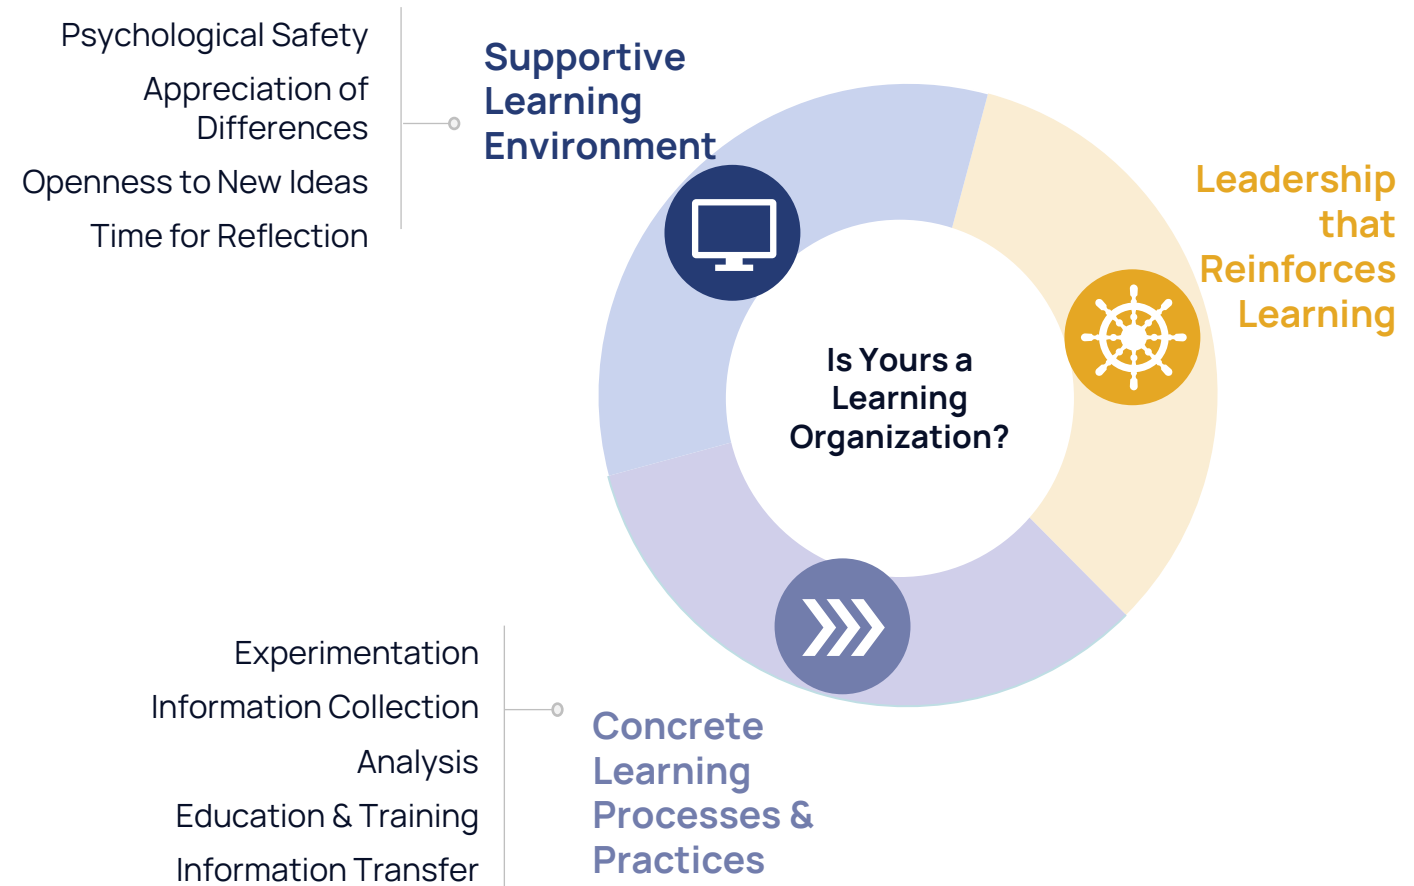 Psychological Safety
Appreciation of
Differences
Openness to New Ideas
Time for Reflection
Supportive
Learning
Environment
Leadership
that
Reinforces
Learning
Is Yours a
Learning
Organization?
Experimentation
Information Collection
Analysis
Education & Training
Information Transfer
Concrete
Learning
Processes &
Practices